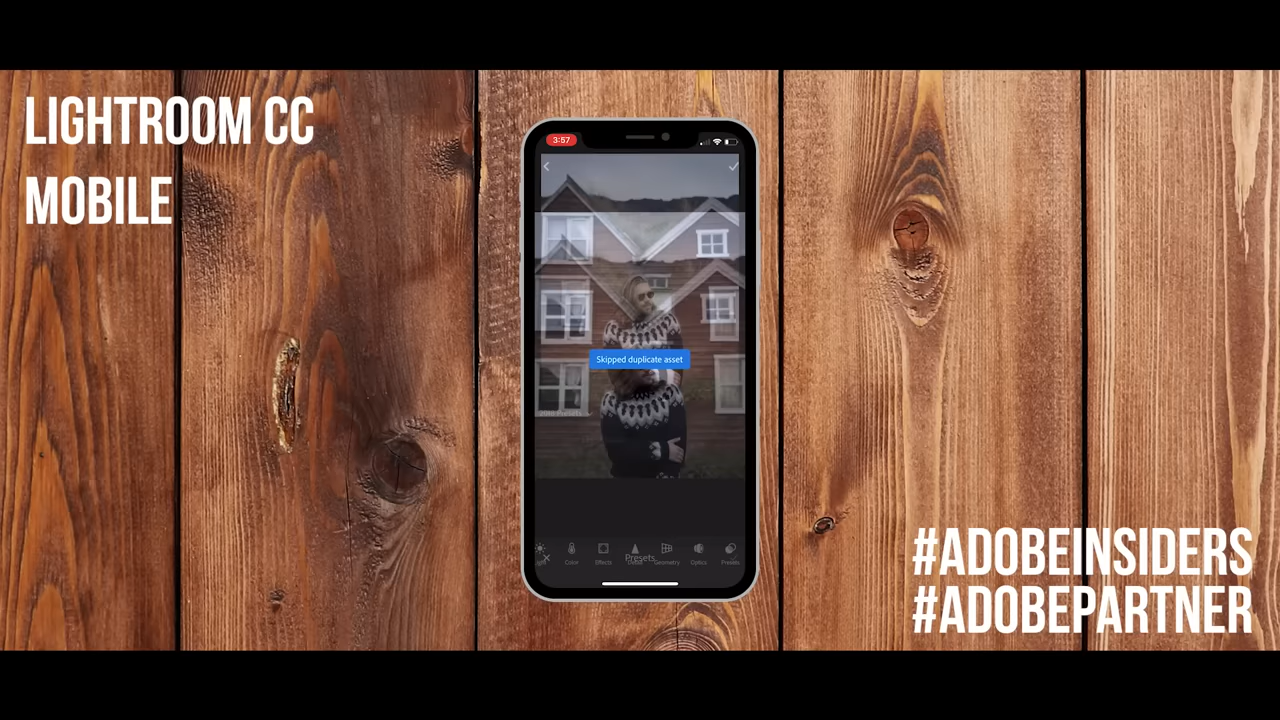 LIGHTROOM CC
MOBILE
3:57
Skipped duplicate asset
Presets
Color
Effects
Geometry
Optics
Presets
#ADOBEINSIDERS
#ADOBEPARTNER